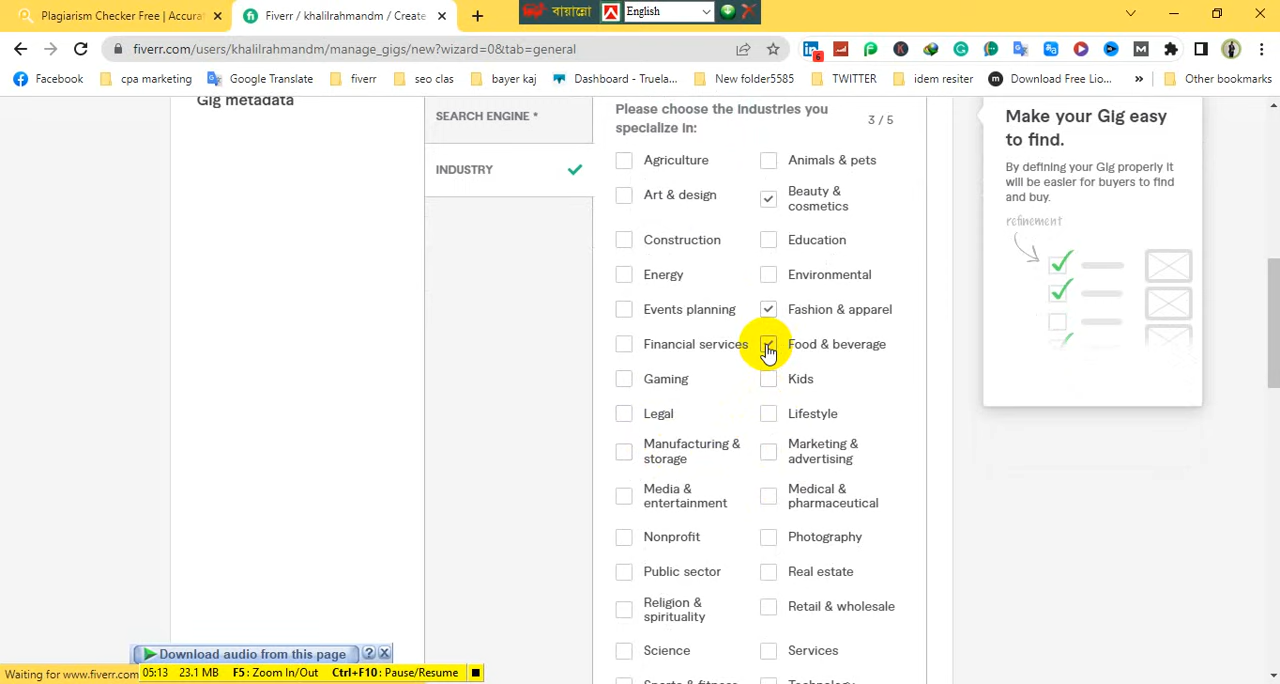 Plagiarism Checker Free | Accurat
Fiverr / khalilrahmandm / Create
বায়ান্নো
English
fiverr.com/users/khalilrahmandm/manage_gigs/new?wizard=0&tab=general
Facebook
cpa marketing
Google Translate
fiverr
seo clas
bayer kaj
Dashboard - Truela...
New folder5585
TWITTER
idem resiter
Download Free Lio...
»
Other bookmarks
Gig metadata
SEARCH ENGINE *
INDUSTRY
Please choose the industries you
specialize in:
3 / 5
Agriculture
Animals & pets
Art & design
Beauty &
cosmetics
Construction
Education
Energy
Environmental
Events planning
Fashion & apparel
Financial services
Food & beverage
Gaming
Kids
Legal
Lifestyle
Manufacturing &
storage
Marketing &
advertising
Media &
entertainment
Medical &
pharmaceutical
Nonprofit
Photography
Public sector
Real estate
Religion &
spirituality
Retail & wholesale
Science
Services
Sports & fitness
Technology
Make your Gig easy
to find.
By defining your Gig properly it
will be easier for buyers to find
and buy.
refinement
Download audio from this page
?
Waiting for www.fiverr.com
05:13 23.1 MB F5: Zoom In/Out Ctrl+F10: Pause/Resume